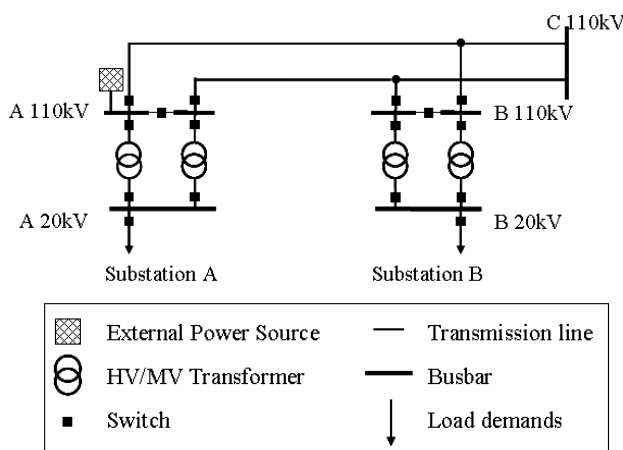 C 110kV
A 110kV
B 110kV
A 20kV
B 20kV
Substation A
Substation B
External Power Source
Transmission line
HV/MV Transformer
Busbar
Switch
Load demands